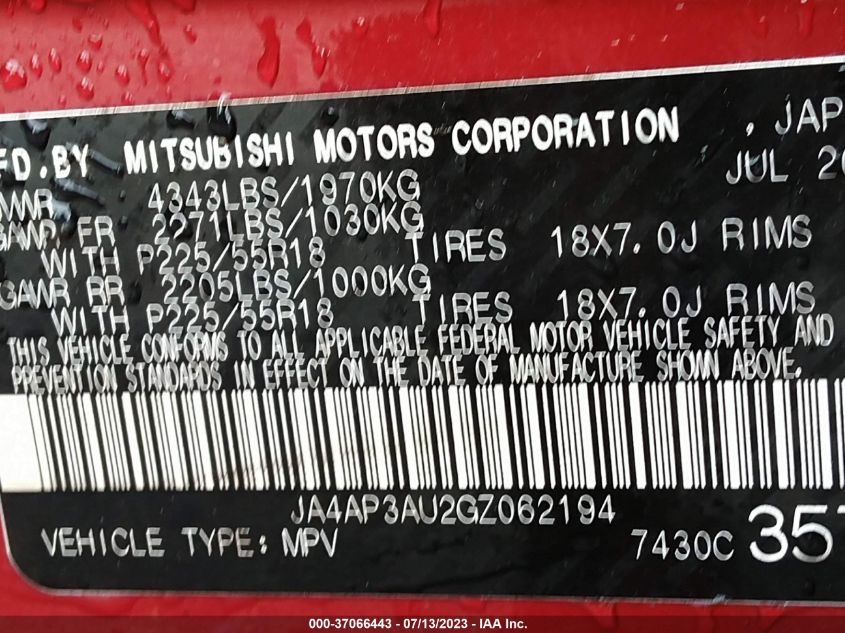 FD. BY MITSUBISHI MOTORS CORPORATION , JAP
VWR 4343LBS/1970KG JUL 20
GAWR FR 2271LBS/1030KG
WITH P225/55R18 TIRES 18X7.0J RIMS
GAWR RR 2205LBS/1000KG
WITH P225/55R18 TIRES 18X7.0J RIMS
THIS VEHICLE CONFORMS TO ALL APPLICABLE FEDERAL MOTOR VEHICLE SAFETY AND
PREVENTION STANDARDS IN EFFECT ON THE DATE OF MANUFACTURE SHOWN ABOVE.
JA4AP3AU2GZ062194
VEHICLE TYPE: MPV 7430C 35
000-37066443 - 07/13/2023 - IAA Inc.